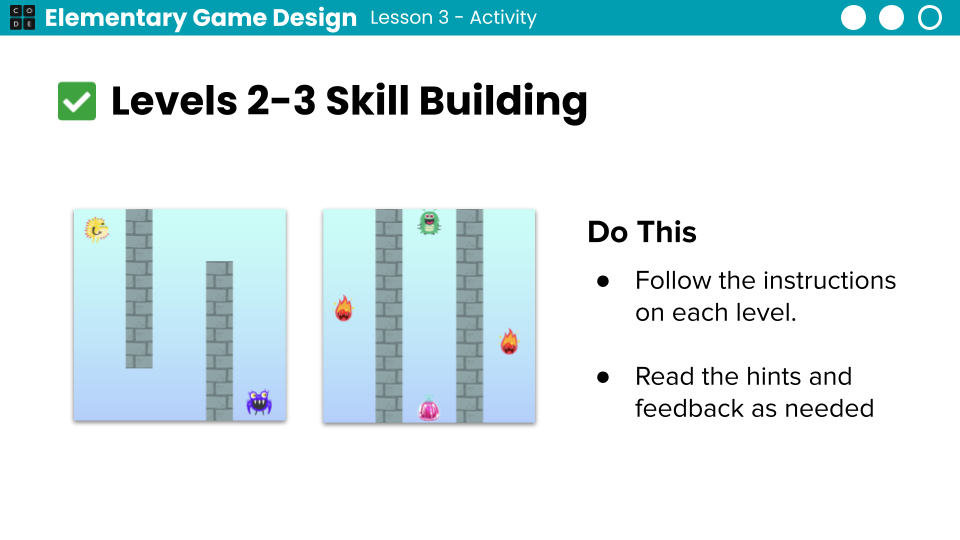 CODE
Elementary Game Design Lesson 3 - Activity
Levels 2-3 Skill Building
Do This
● Follow the instructions
on each level.
● Read the hints and
feedback as needed